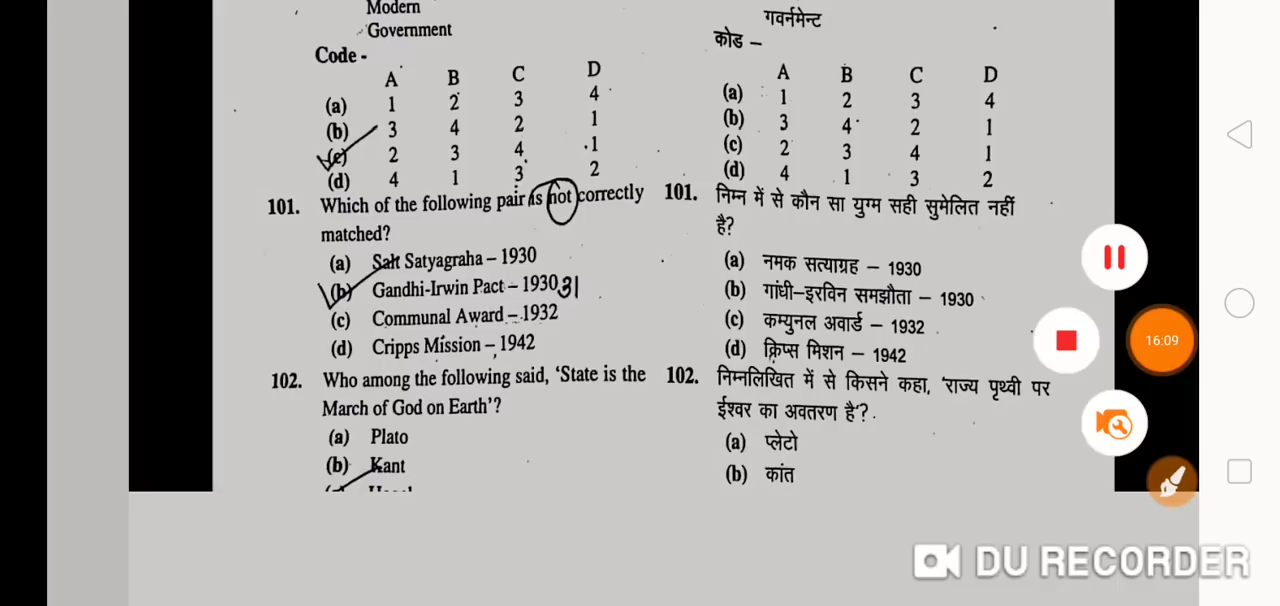 Modern
Government
Code -
A B C D
(a) 1 2 3 4
(b) 3 4 2 1
(c) 2 3 4 1
(d) 4 1 3 2
101. Which of the following pair is not correctly
matched?
(a) Salt Satyagraha – 1930
(b) Gandhi-Irwin Pact – 1930 31
(c) Communal Award – 1932
(d) Cripps Mission – 1942
102. Who among the following said, ‘State is the
March of God on Earth’?
(a) Plato
(b) Kant
गवर्नमेन्ट
कोड –
A B C D
(a) 1 2 3 4
(b) 3 4 2 1
(c) 2 3 4 1
(d) 4 1 3 2
101. निम्न में से कौन सा युग्म सही सुमेलित नहीं
है?
(a) नमक सत्याग्रह – 1930
(b) गांधी–इरविन समझौता – 1930
(c) कम्युनल अवार्ड – 1932
(d) क्रिप्स मिशन – 1942
102. निम्नलिखित में से किसने कहा, ‘राज्य पृथ्वी पर
ईश्वर का अवतरण है’?
(a) प्लेटो
(b) कांत
16:09
DU RECORDER